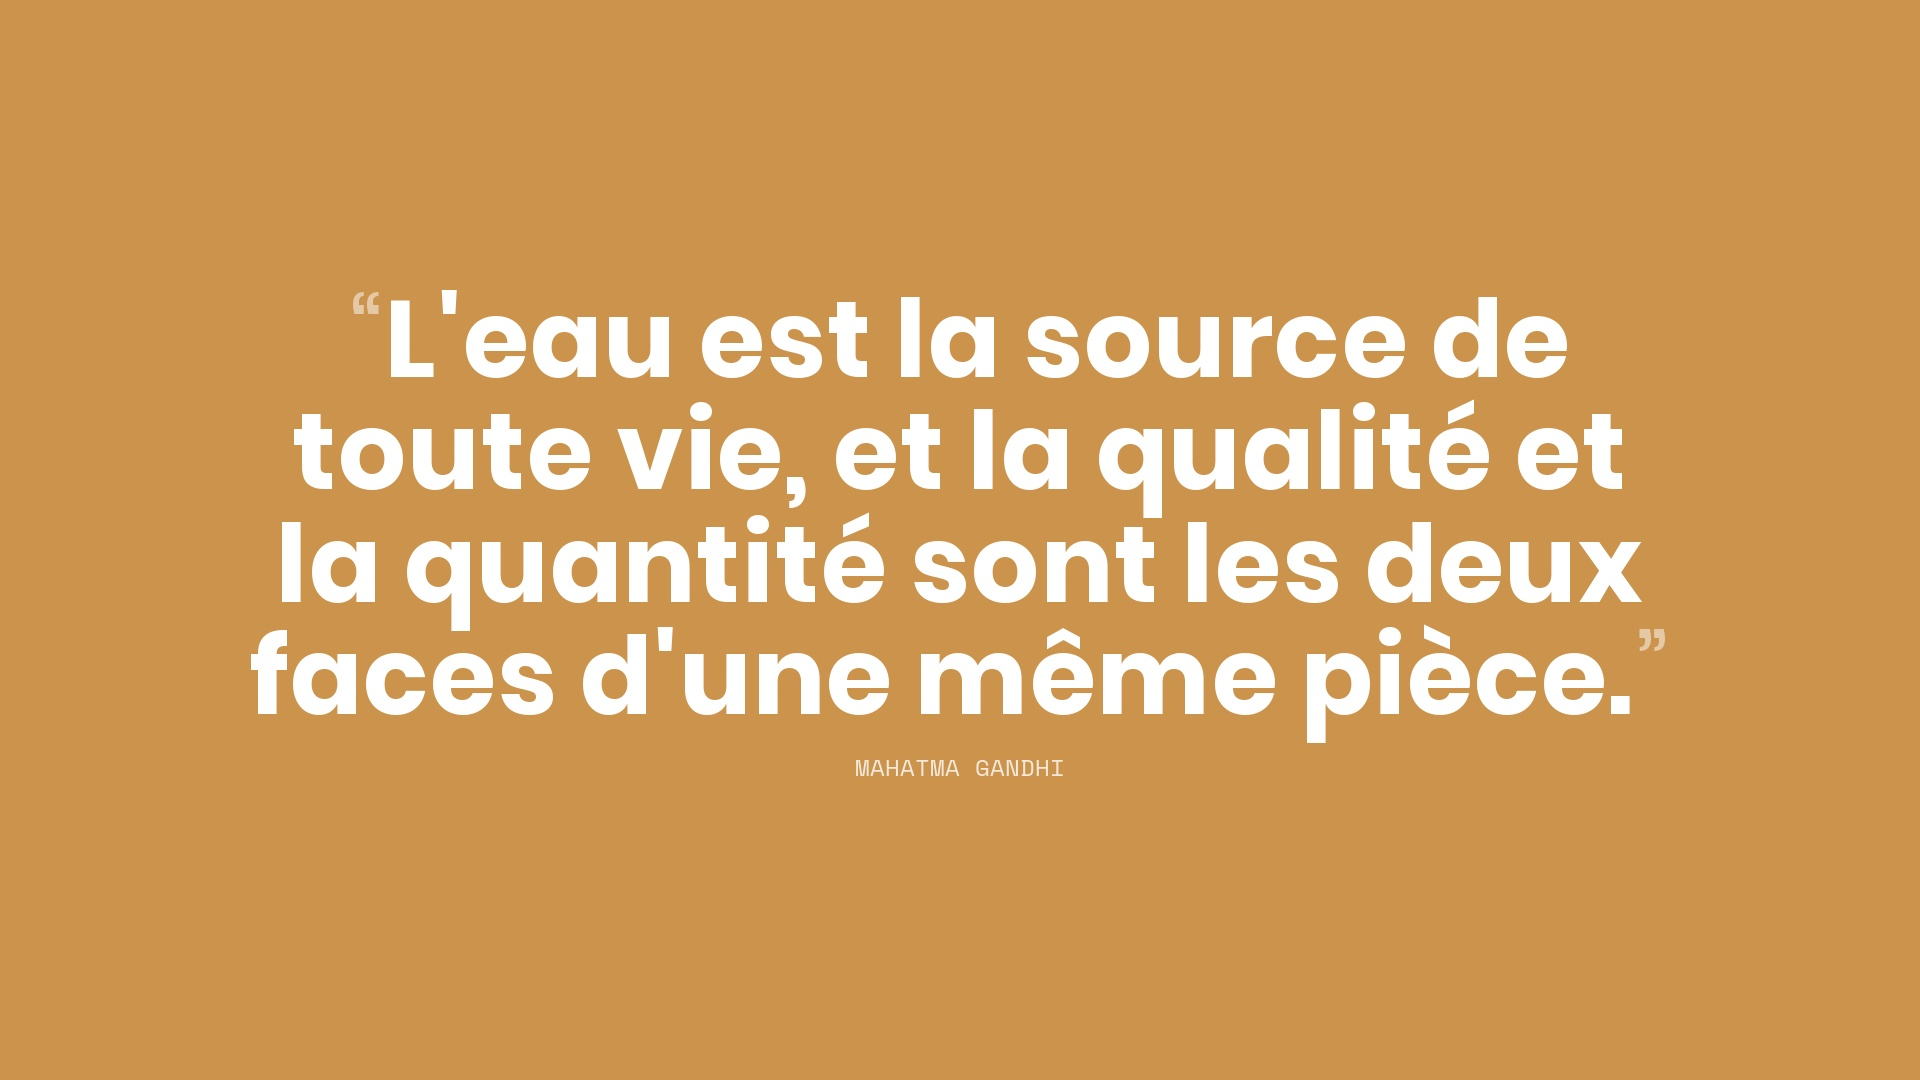 “L'eau est la source de
toute vie, et la qualité et
la quantité sont les deux
faces d'une même pièce.”
MAHATMA GANDHI